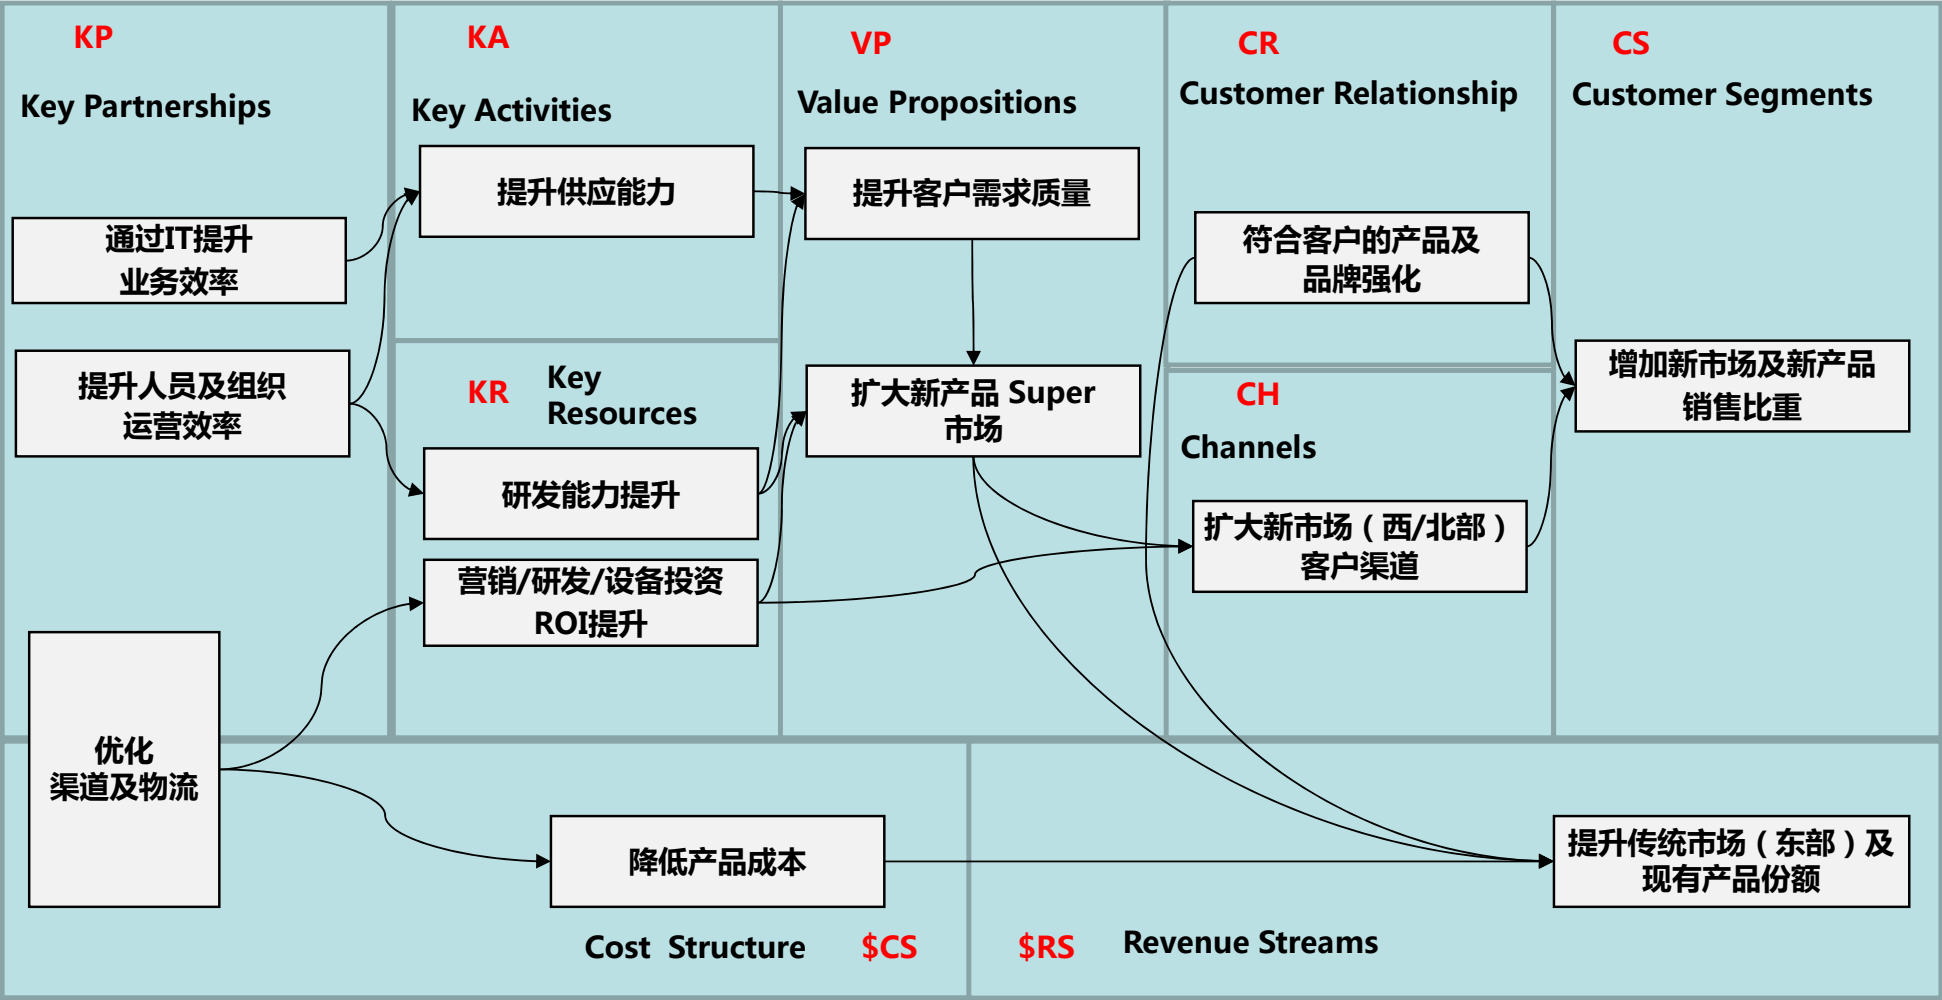 KP
Key Partnerships
通过IT提升
业务效率
提升人员及组织
运营效率
优化
渠道及物流
KA
Key Activities
提升供应能力
KR
Key
Resources
研发能力提升
营销/研发/设备投资
ROI提升
VP
Value Propositions
提升客户需求质量
扩大新产品 Super
市场
CR
Customer Relationship
符合客户的产品及
品牌强化
CH
Channels
扩大新市场（西/北部）
客户渠道
CS
Customer Segments
增加新市场及新产品
销售比重
降低产品成本
Cost Structure $CS
提升传统市场（东部）及
现有产品份额
$RS Revenue Streams